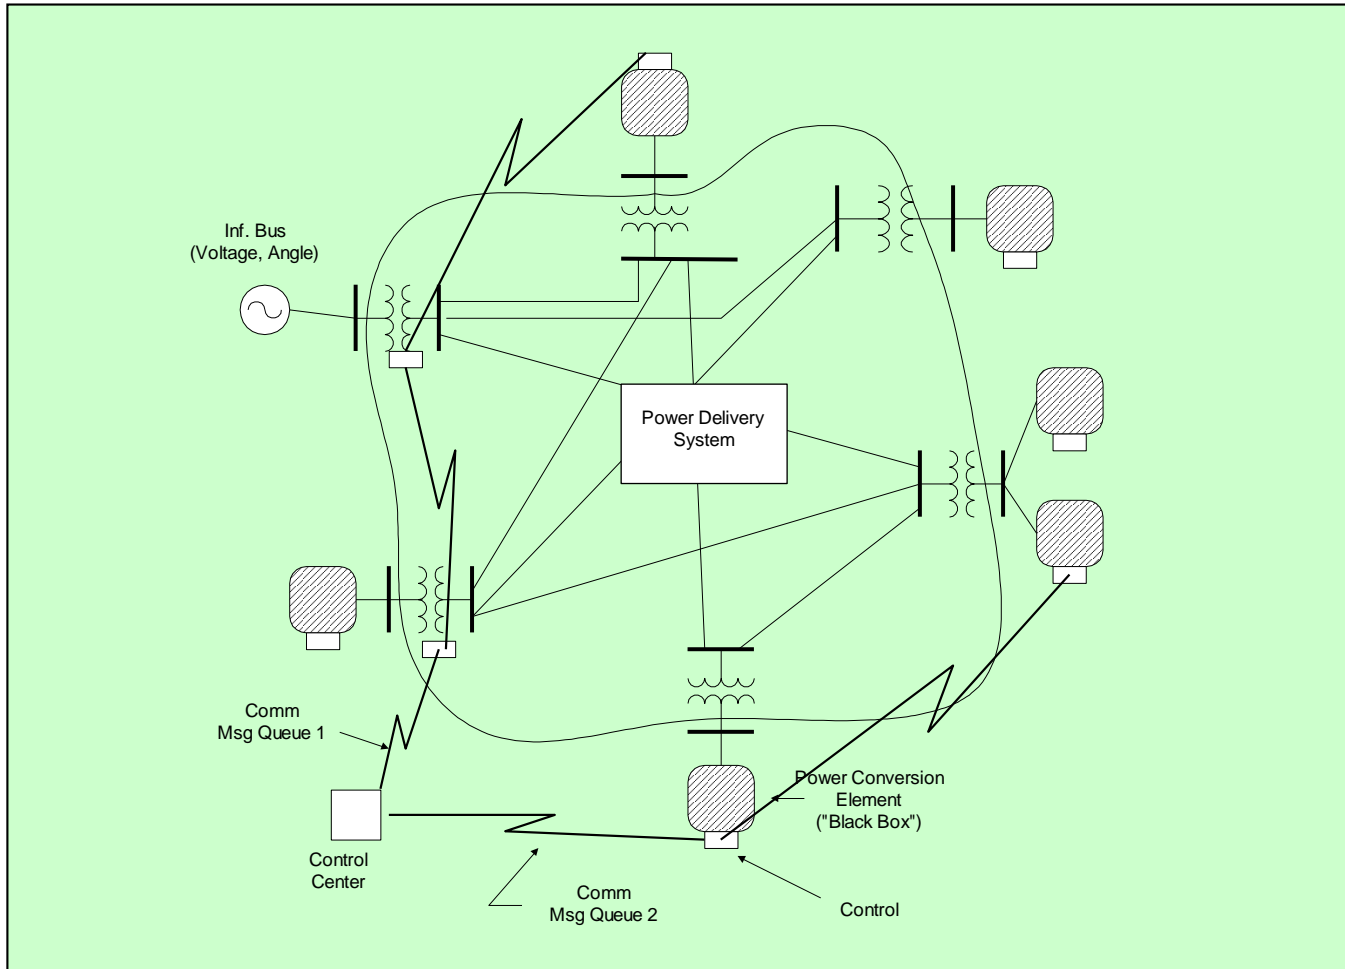 Inf. Bus
(Voltage, Angle)
Power Delivery
System
Comm
Msg Queue 1
Power Conversion
Element
("Black Box")
Control
Center
Comm
Msg Queue 2
Control